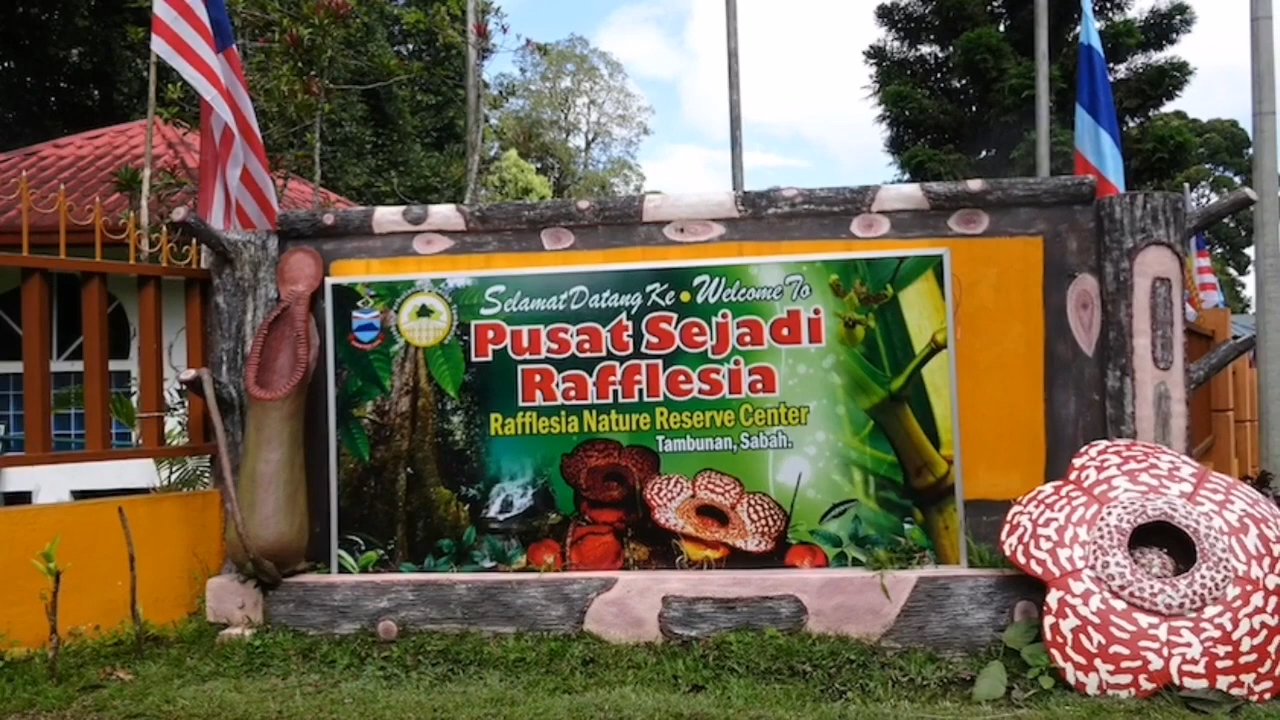 Selamat Datang Ke • Welcome To
Pusat Sejadi
Rafflesia
Rafflesia Nature Reserve Center
Tambunan, Sabah.